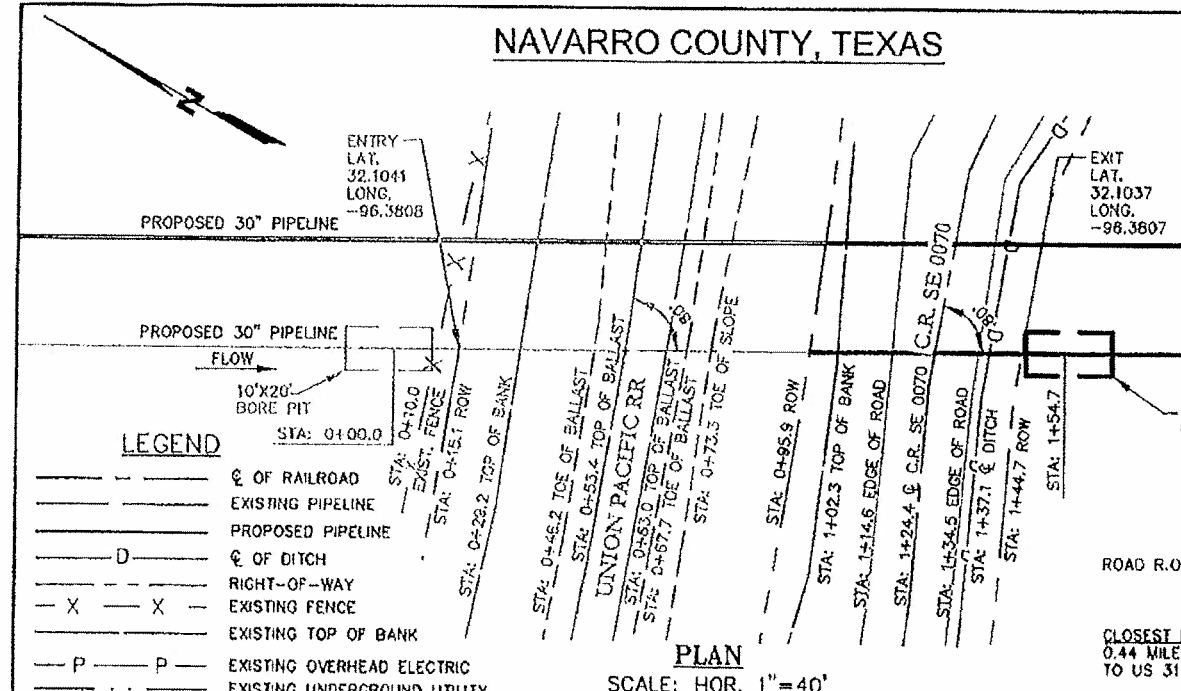 NAVARRO COUNTY, TEXAS
N
ENTRY
LAT.
32.1041
LONG.
-96.3808
EXIT
LAT.
32.1037
LONG.
-96.3807
PROPOSED 30" PIPELINE
PROPOSED 30" PIPELINE
FLOW
10'X20'
BORE PIT
STA: 0+00.0
STA: 0+10.0
EXIST. FENCE
STA: 0+15.1 ROW
STA: 0+29.2 TOP OF BANK
STA: 0+46.2 TOE OF BALLAST
STA: 0+53.4 TOP OF BALLAST
UNION PACIFIC RR
STA: 0+63.0 TOP OF BALLAST
STA: 0+67.7 TOE OF BALLAST
80°
STA: 0+73.3 TOE OF SLOPE
STA: 0+95.9 ROW
STA: 1+02.3 TOP OF BANK
STA: 1+14.6 EDGE OF ROAD
STA: 1+24.4 ℄ C.R. SE 0070
C.R. SE 0070
STA: 1+34.5 EDGE OF ROAD
80°
STA: 1+37.1 ℄ DITCH
STA: 1+44.7 ROW
STA: 1+54.7
X
X
X
X
D
D
LEGEND
℄ OF RAILROAD
EXISTING PIPELINE
PROPOSED PIPELINE
D ℄ OF DITCH
RIGHT-OF-WAY
X X EXISTING FENCE
EXISTING TOP OF BANK
P P EXISTING OVERHEAD ELECTRIC
EXISTING UNDERGROUND UTILITY
PLAN
SCALE: HOR. 1"=40'
ROAD R.O
CLOSEST
0.44 MILE
TO US 31